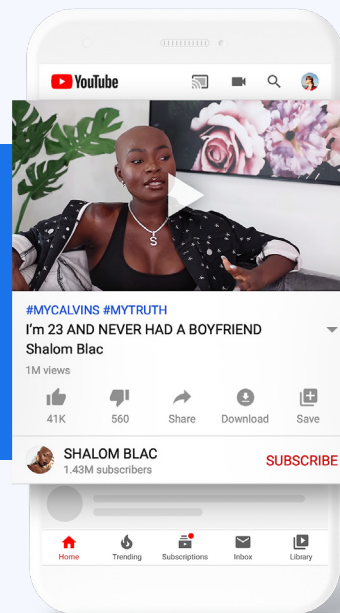 YouTube
S
#MYCALVINS #MYTRUTH
I'm 23 AND NEVER HAD A BOYFRIEND
Shalom Blac
1M views
41K 560 Share Download Save
SHALOM BLAC
1.43M subscribers
SUBSCRIBE
Home Trending Subscriptions Inbox Library